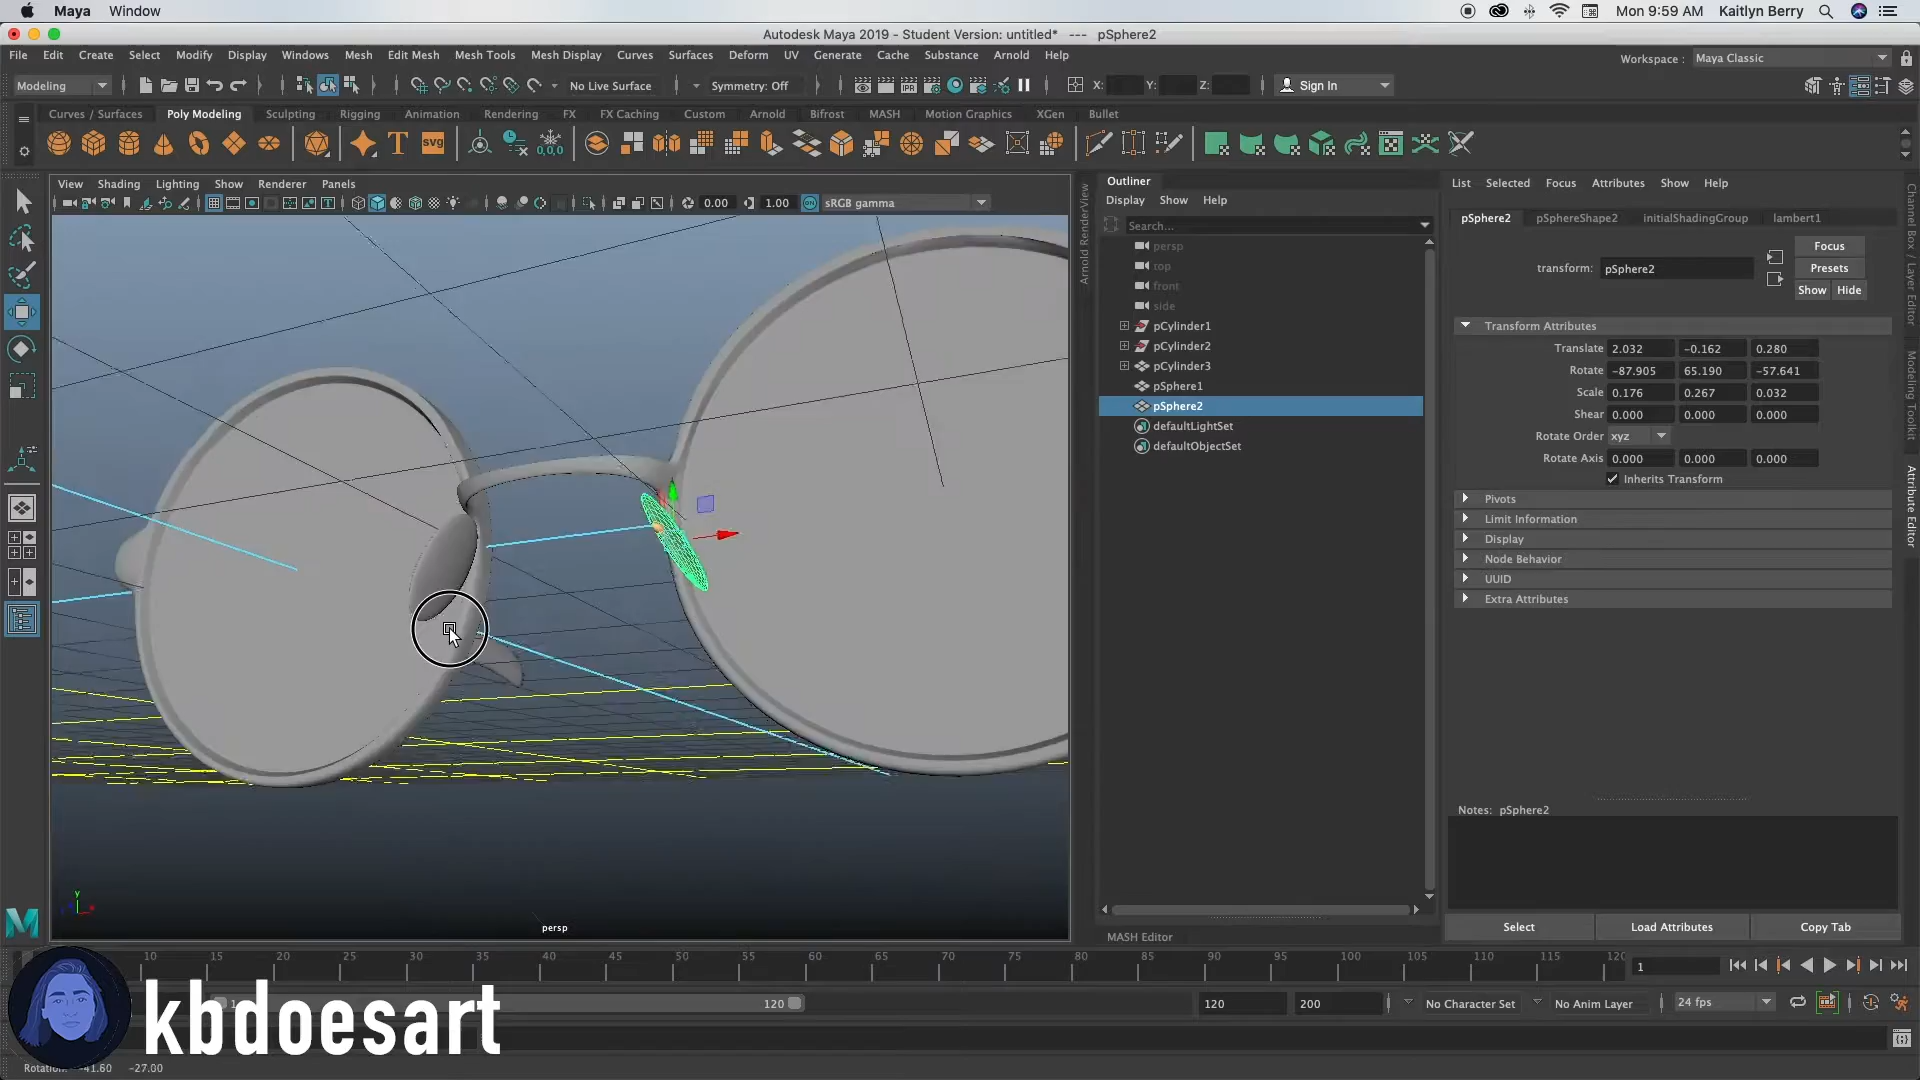 Maya Window
Mon 9:59 AM Kaitlyn Berry
Autodesk Maya 2019 - Student Version: untitled* --- pSphere2
File Edit Create Select Modify Display Windows Mesh Edit Mesh Mesh Tools Mesh Display Curves Surfaces Deform UV Generate Cache Substance Arnold Help
Workspace : Maya Classic
Modeling No Live Surface Symmetry: Off X: Y: Z: Sign In
Curves / Surfaces Poly Modeling Sculpting Rigging Animation Rendering FX FX Caching Custom Arnold Bifrost MASH Motion Graphics XGen Bullet
View Shading Lighting Show Renderer Panels
0.00 1.00 sRGB gamma
Arnold RenderView
Outliner
Display Show Help
Search...
persp
top
front
side
pCylinder1
pCylinder2
pCylinder3
pSphere1
pSphere2
defaultLightSet
defaultObjectSet
MASH Editor
List Selected Focus Attributes Show Help
pSphere2 pSphereShape2 initialShadingGroup lambert1
transform: pSphere2
Focus
Presets
Show Hide
Transform Attributes
Translate 2.032 -0.162 0.280
Rotate -87.905 65.190 -57.641
Scale 0.176 0.267 0.032
Shear 0.000 0.000 0.000
Rotate Order xyz
Rotate Axis 0.000 0.000 0.000
Inherits Transform
Pivots
Limit Information
Display
Node Behavior
UUID
Extra Attributes
Notes: pSphere2
Select Load Attributes Copy Tab
Channel Box / Layer Editor
Modeling Toolkit
Attribute Editor
persp
10 15 20 25 30 35 40 45 50 55 60 65 70 75 80 85 90 95 100 105 110 115 120
1
1 120 120 200 No Character Set No Anim Layer 24 fps
kbdoesart
Rotation: -41.60 -27.00